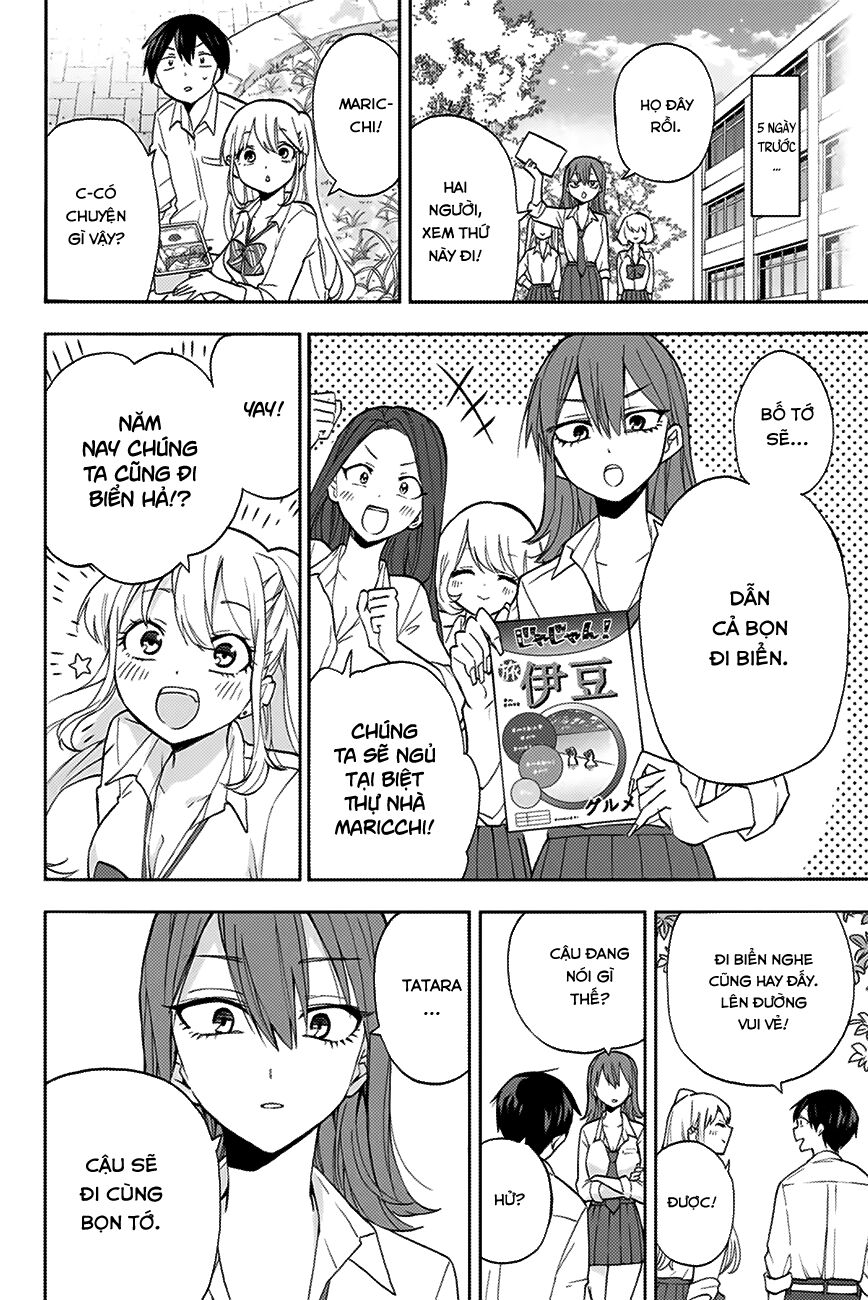 5 NGÀY
TRƯỚC
...
HỌ ĐÂY
RỒI.
HAI
NGƯỜI,
XEM THỨ
NÀY ĐI!
MARIC-
CHI!
C-CÓ
CHUYỆN
GÌ VẬY?
BỐ TỚ
SẼ...
DẪN
CẢ BỌN
ĐI BIỂN.
じゃじゃん!
旅
伊豆
グルメ
CHÚNG
TA SẼ NGỦ
TẠI BIỆT
THỰ NHÀ
MARICCHI!
YAY!
NĂM
NAY CHÚNG
TA CŨNG ĐI
BIỂN HẢ!?
ĐI BIỂN NGHE
CŨNG HAY ĐẤY.
LÊN ĐƯỜNG
VUI VẺ!
ĐƯỢC!
CẬU ĐANG
NÓI GÌ
THẾ?
HỬ?
TATARA
...
CẬU SẼ
ĐI CÙNG
BỌN TỚ.